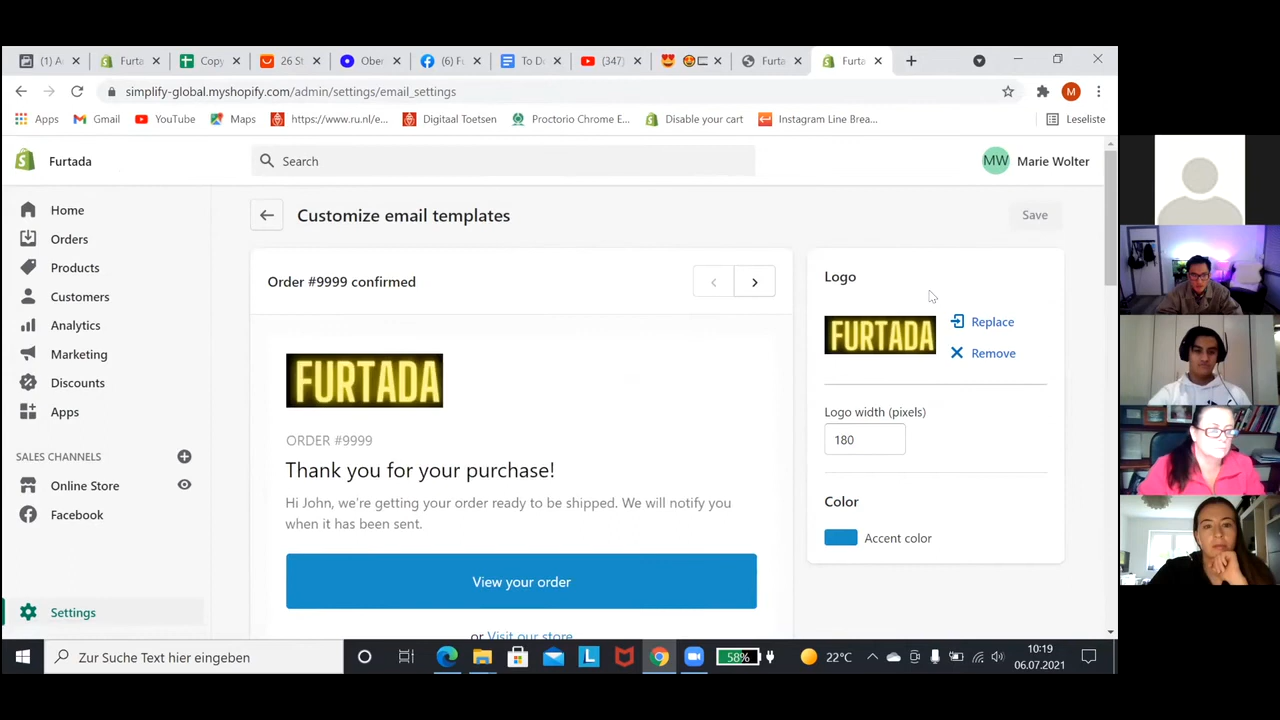 (1) A
Furta
Copy
26 St
Ober
(6) Fu
To Do
(347)
Furta
Furta
simplify-global.myshopify.com/admin/settings/email_settings
M
Apps
Gmail
YouTube
Maps
https://www.ru.nl/e...
Digitaal Toetsen
Proctorio Chrome E...
Disable your cart
Instagram Line Brea...
Leseliste
Furtada
Search
MW
Marie Wolter
Home
Orders
Products
Customers
Analytics
Marketing
Discounts
Apps
SALES CHANNELS
Online Store
Facebook
Settings
Customize email templates
Save
Order #9999 confirmed
FURTADA
ORDER #9999
Thank you for your purchase!
Hi John, we're getting your order ready to be shipped. We will notify you
when it has been sent.
View your order
or Visit our store
Logo
FURTADA
Replace
Remove
Logo width (pixels)
180
Color
Accent color
Zur Suche Text hier eingeben
L
58%
22°C
10:19
06.07.2021